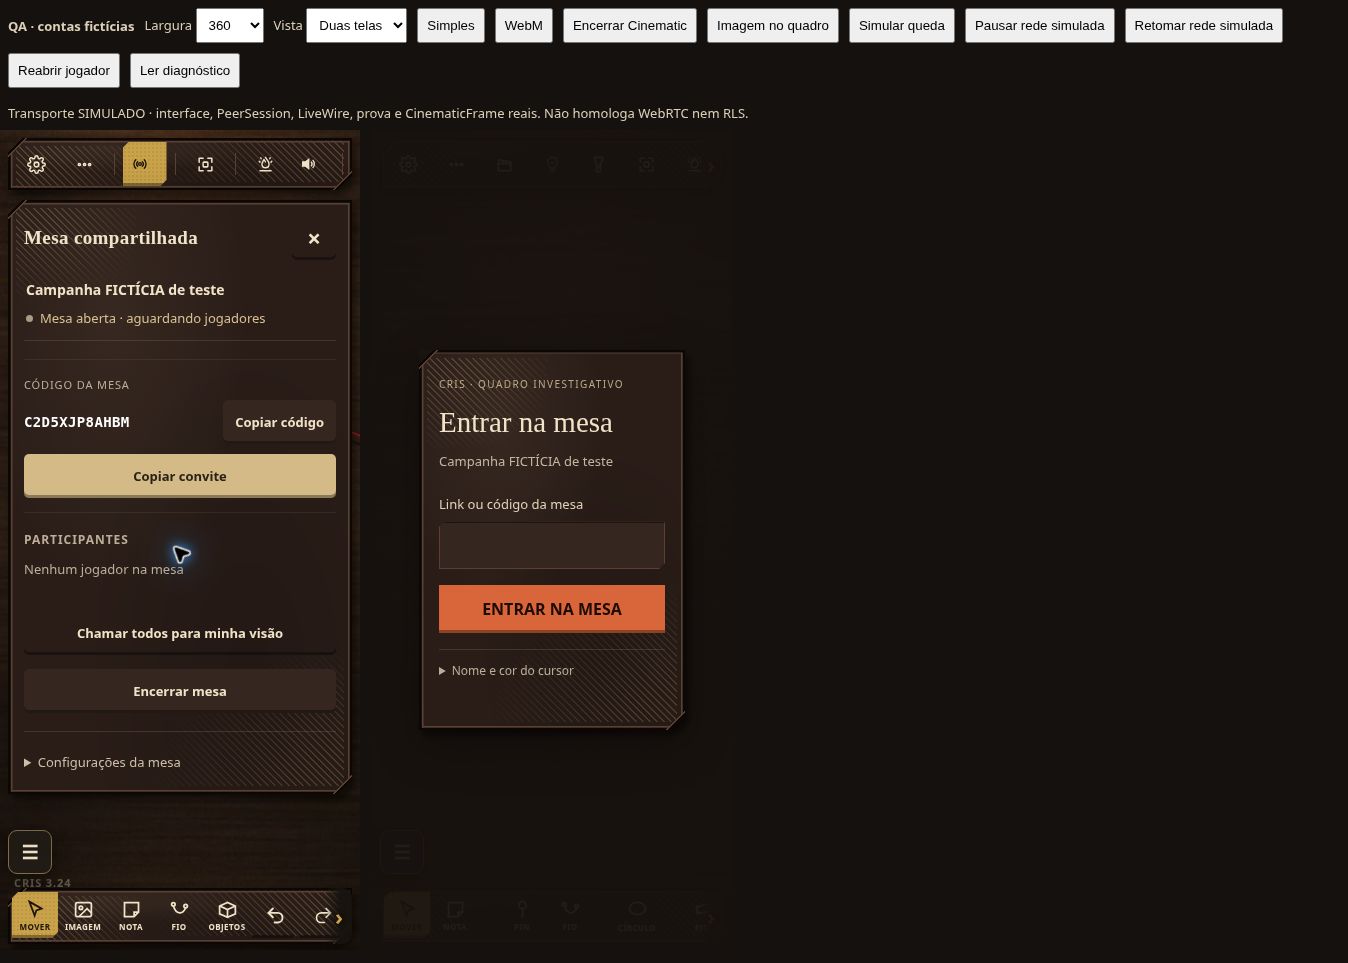 QA · contas fictícias Largura 360 Vista Duas telas Simples WebM Encerrar Cinematic Imagem no quadro Simular queda Pausar rede simulada Retomar rede simulada
Reabrir jogador Ler diagnóstico
Transporte SIMULADO · interface, PeerSession, LiveWire, prova e CinematicFrame reais. Não homologa WebRTC nem RLS.
Mesa compartilhada
Campanha FICTÍCIA de teste
Mesa aberta · aguardando jogadores
CÓDIGO DA MESA
C2D5XJP8AHBM Copiar código
Copiar convite
PARTICIPANTES
Nenhum jogador na mesa
Chamar todos para minha visão
Encerrar mesa
Configurações da mesa
CRIS 3.24
MOVER IMAGEM NOTA FIO OBJETOS
CRIS · QUADRO INVESTIGATIVO
Entrar na mesa
Campanha FICTÍCIA de teste
Link ou código da mesa
ENTRAR NA MESA
Nome e cor do cursor
MOVER NOTA PIN FIO CÍRCULO